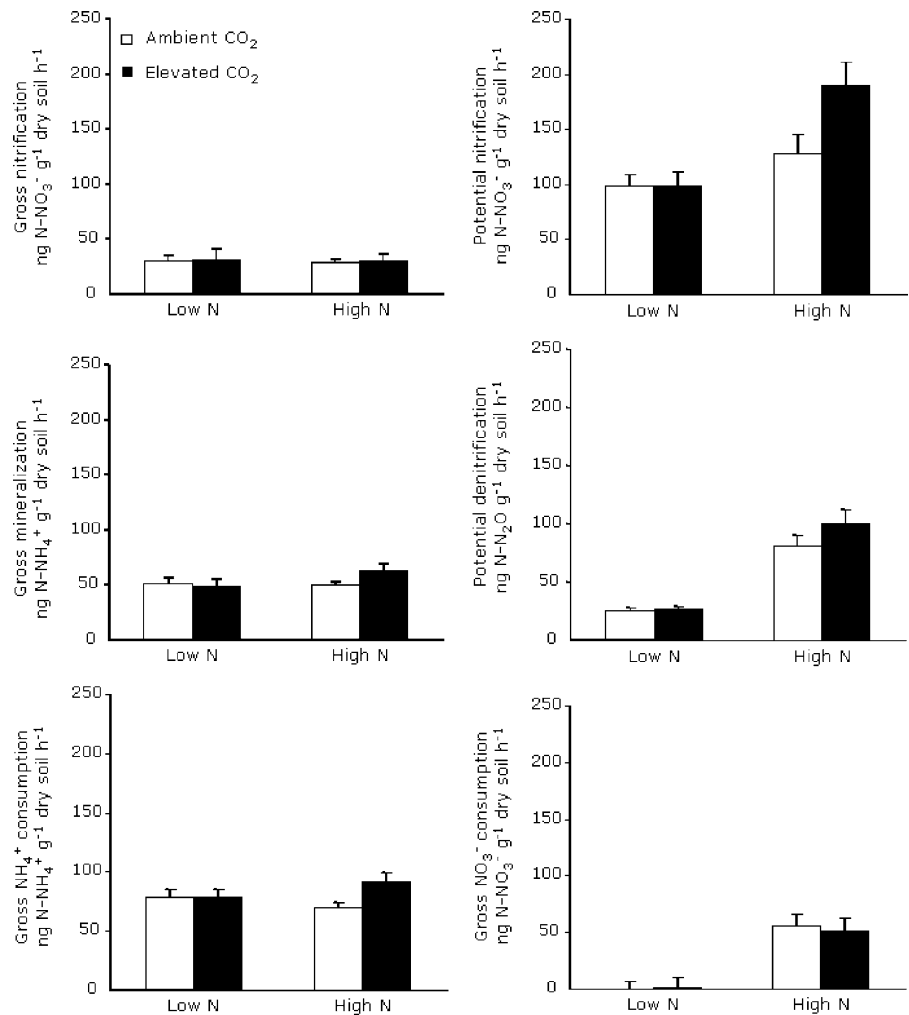 Gross nitrification
ng N–NO₃⁻ g⁻¹ dry soil h⁻¹
250
200
150
100
50
0
Ambient CO₂
Elevated CO₂
Low N
High N
Potential nitrification
ng N–NO₃⁻ g⁻¹ dry soil h⁻¹
250
200
150
100
50
0
Low N
High N
Gross mineralization
ng N–NH₄⁺ g⁻¹ dry soil h⁻¹
250
200
150
100
50
0
Low N
High N
Potential denitrification
ng N–N₂O g⁻¹ dry soil h⁻¹
250
200
150
100
50
0
Low N
High N
Gross NH₄⁺ consumption
ng N–NH₄⁺ g⁻¹ dry soil h⁻¹
250
200
150
100
50
0
Low N
High N
Gross NO₃⁻ consumption
ng N–NO₃⁻ g⁻¹ dry soil h⁻¹
250
200
150
100
50
0
Low N
High N